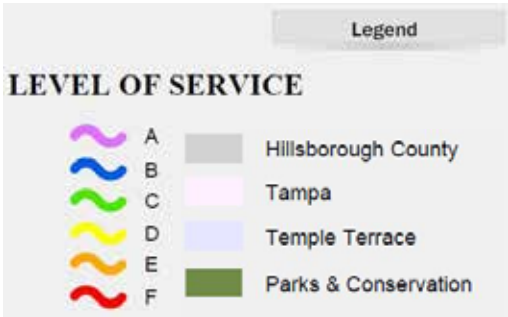 Legend
LEVEL OF SERVICE
A
B
C
D
E
F
Hillsborough County
Tampa
Temple Terrace
Parks & Conservation